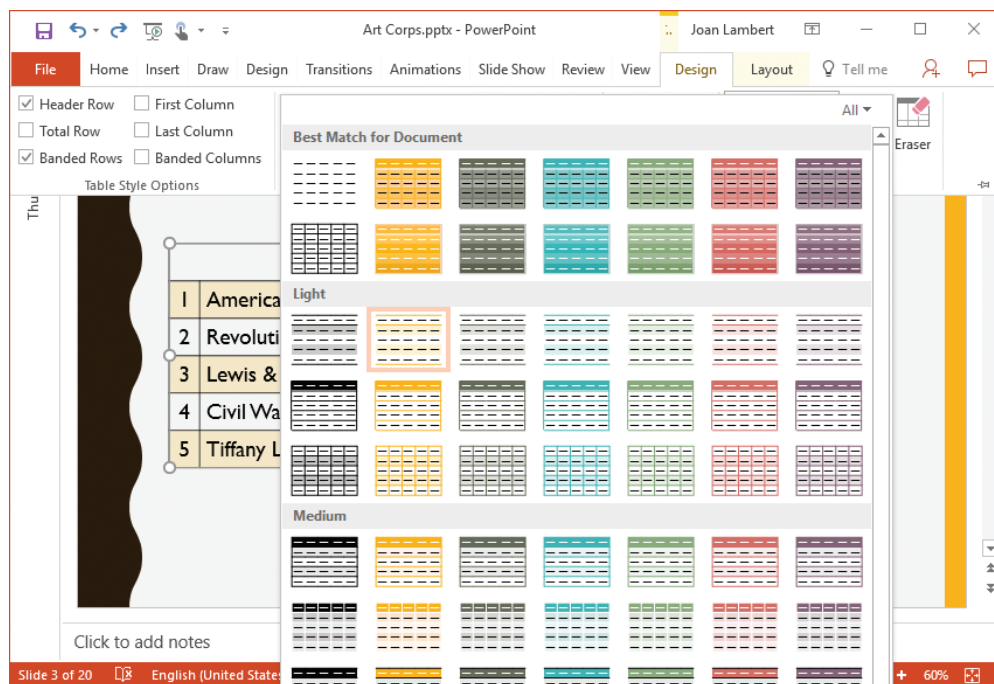 Art Corps.pptx - PowerPoint
Joan Lambert
File Home Insert Draw Design Transitions Animations Slide Show Review View Design Layout Tell me
Header Row First Column
Total Row Last Column
Banded Rows Banded Columns
Table Style Options
All
Eraser
Best Match for Document
Light
Medium
Thu
1 America
2 Revoluti
3 Lewis &
4 Civil Wa
5 Tiffany L
Click to add notes
Slide 3 of 20 English (United State
+ 60%